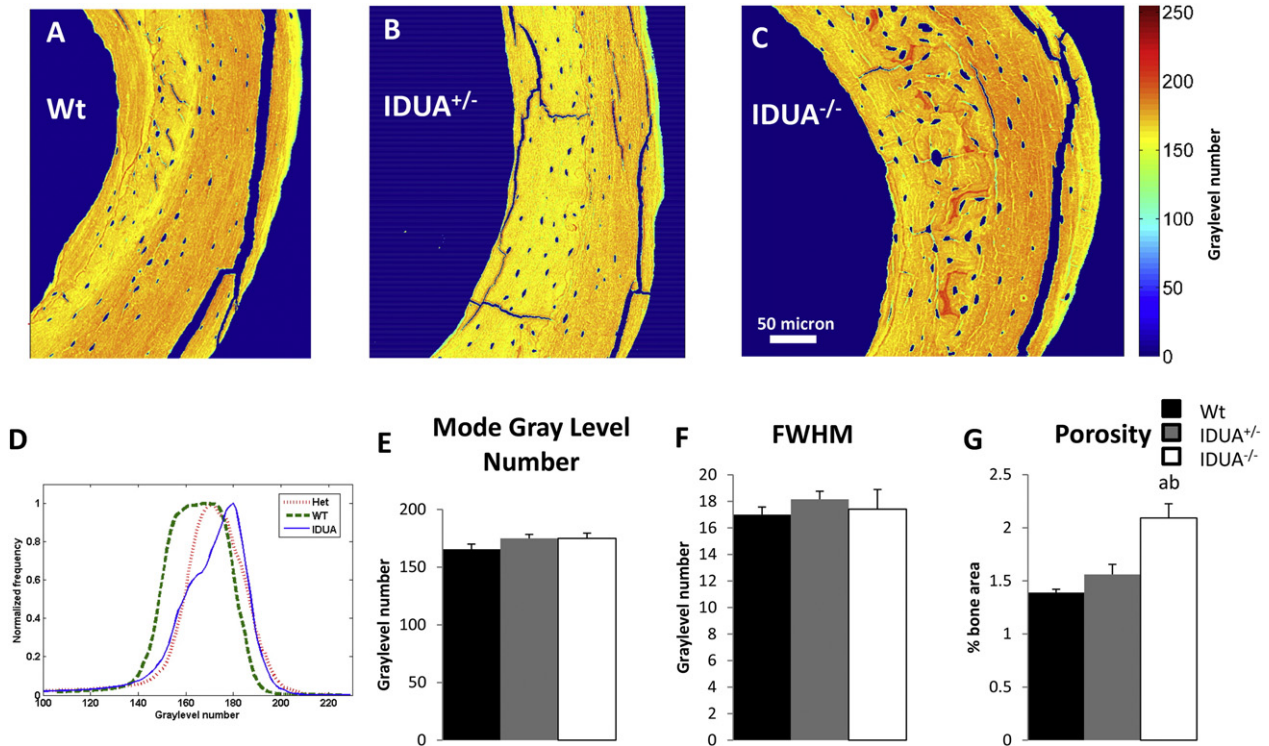 A
Wt
B
IDUA+/-
C
IDUA-/-
50 micron
250
200
150
100
50
0
Graylevel number
D
Normalized frequency
1
0.8
0.6
0.4
0.2
0
100
120
140
160
180
200
220
Graylevel number
Het
WT
IDUA
E
Mode Gray Level
Number
Graylevel number
200
150
100
50
0
F
FWHM
Graylevel number
20
18
16
14
12
10
8
6
4
2
0
G
Porosity
% bone area
2.5
2
1.5
1
0.5
0
ab
Wt
IDUA+/-
IDUA-/-